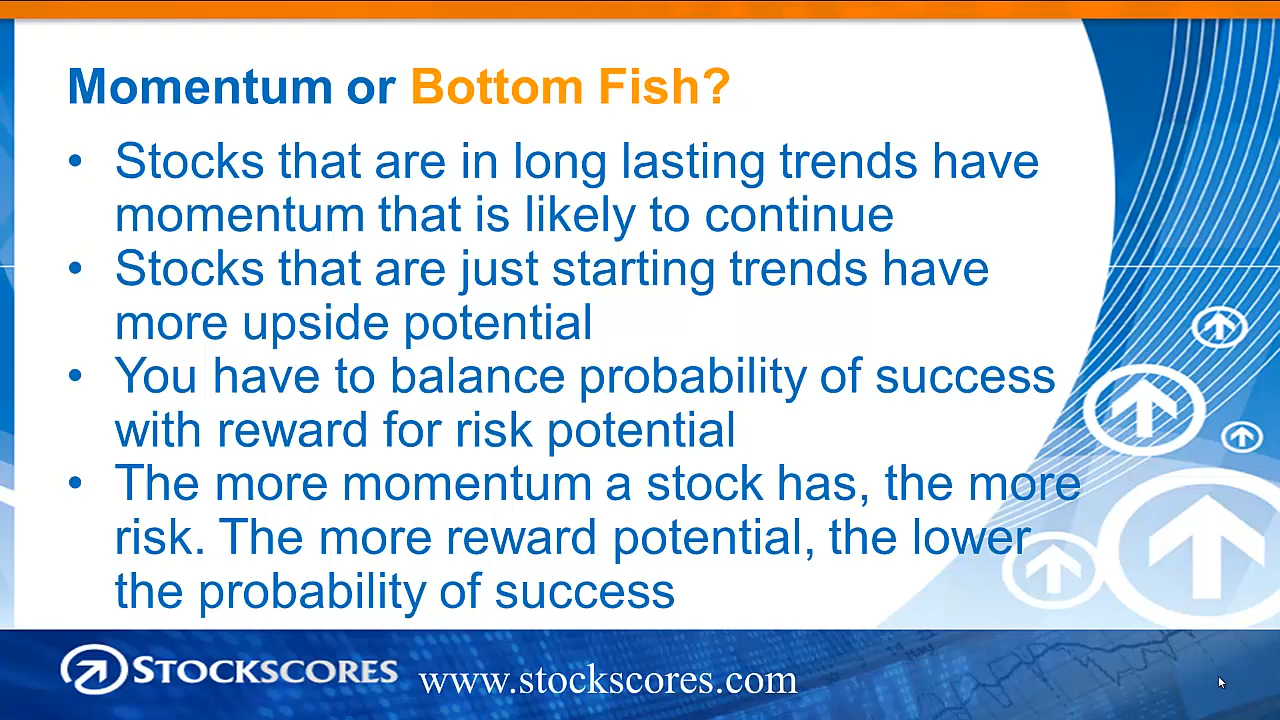 Momentum or Bottom Fish?
• Stocks that are in long lasting trends have
momentum that is likely to continue
• Stocks that are just starting trends have
more upside potential
• You have to balance probability of success
with reward for risk potential
• The more momentum a stock has, the more
risk. The more reward potential, the lower
the probability of success
STOCKSCORES www.stockscores.com